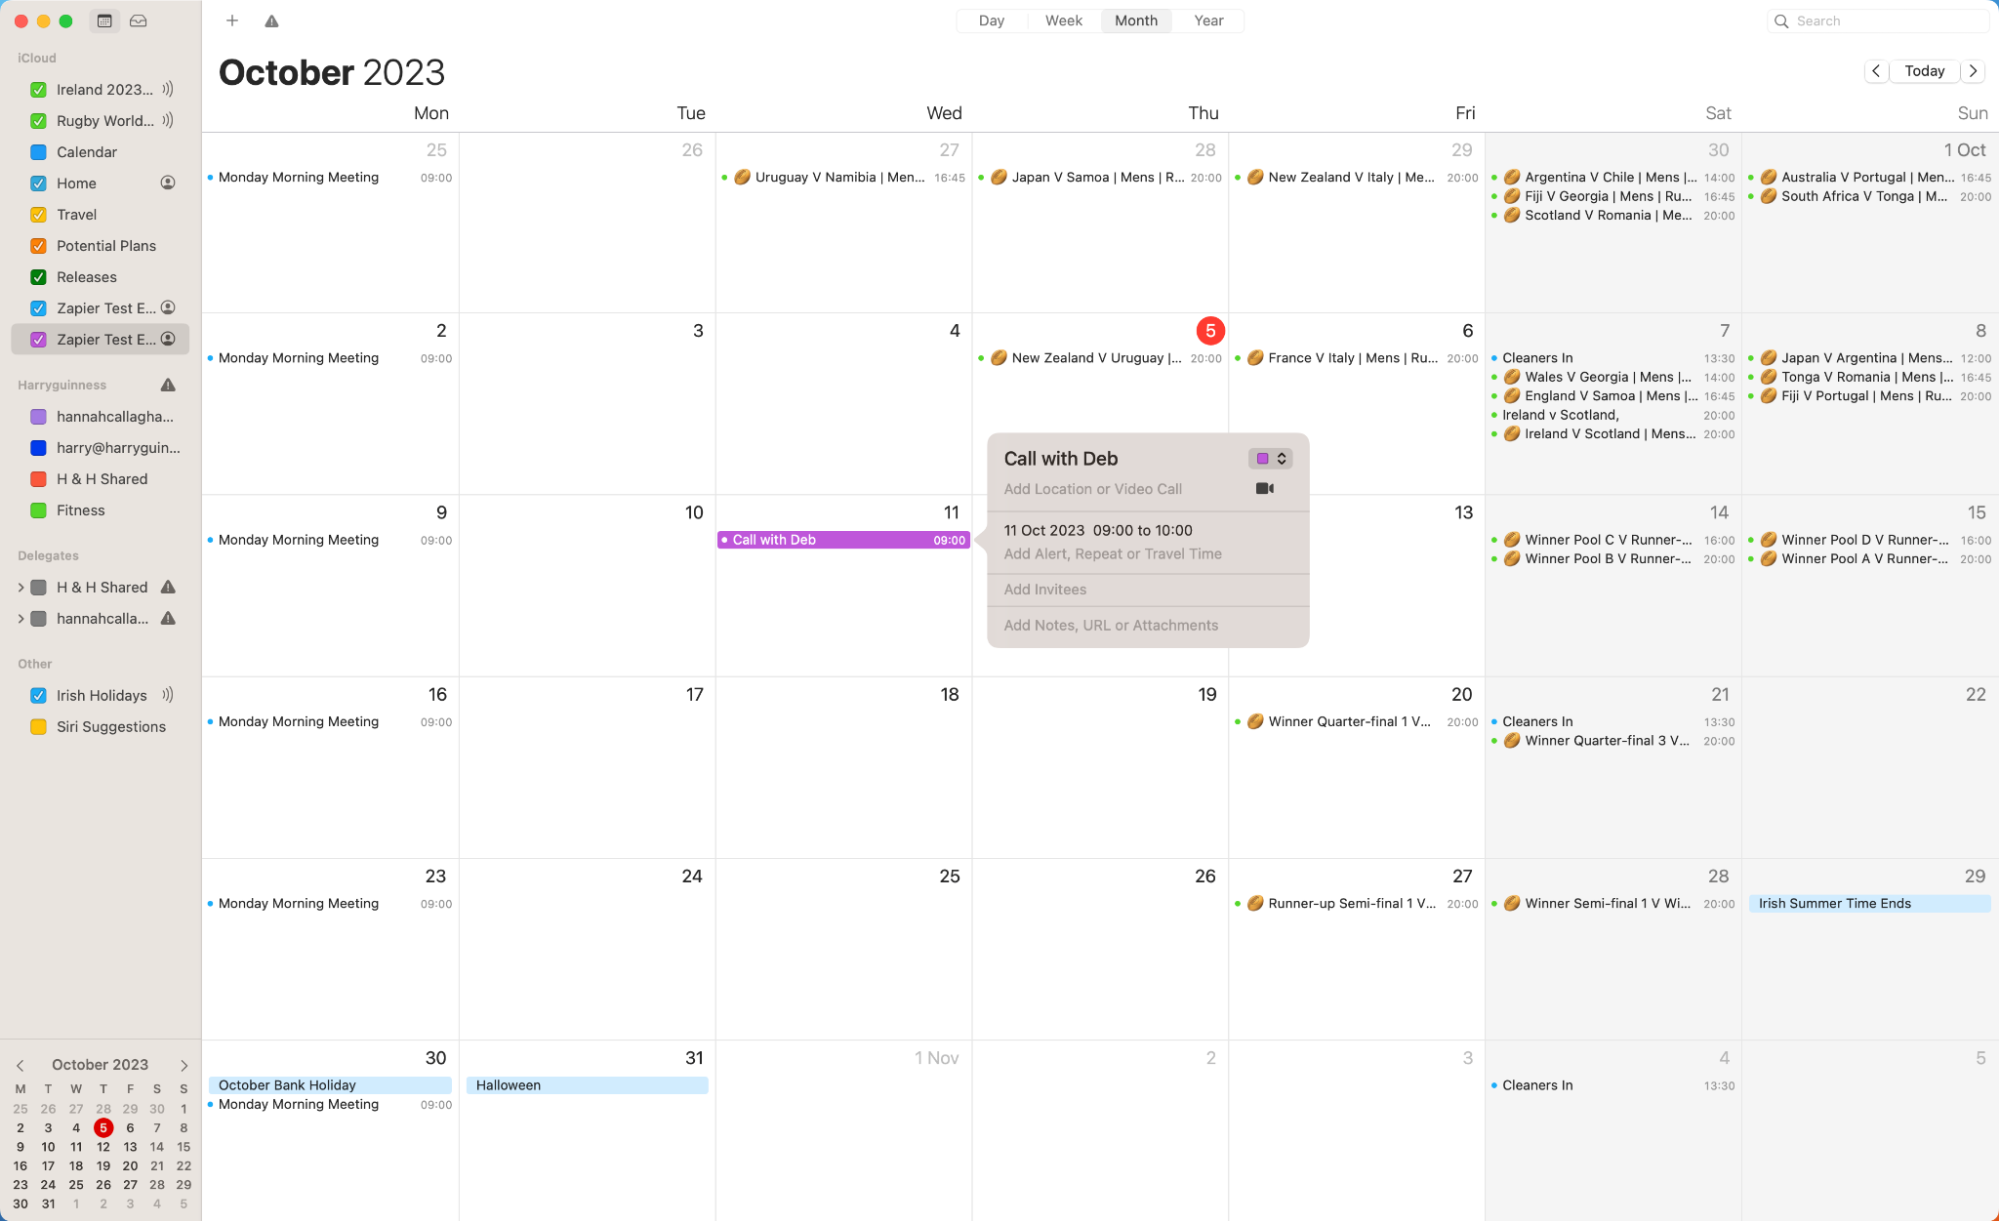 Day Week Month Year
Search
iCloud
Ireland 2023...
Rugby World...
Calendar
Home
Travel
Potential Plans
Releases
Zapier Test E...
Zapier Test E...
Harryguinness
hannahcallagha...
harry@harryguin...
H & H Shared
Fitness
Delegates
H & H Shared
hannahcalla...
Other
Irish Holidays
Siri Suggestions
October 2023
M T W T F S S
25 26 27 28 29 30 1
2 3 4 5 6 7 8
9 10 11 12 13 14 15
16 17 18 19 20 21 22
23 24 25 26 27 28 29
30 31 1 2 3 4 5
October 2023
Today
Mon Tue Wed Thu Fri Sat Sun
25
Monday Morning Meeting 09:00
26
27
Uruguay V Namibia | Men... 16:45
28
Japan V Samoa | Mens | R... 20:00
29
New Zealand V Italy | Me... 20:00
30
Argentina V Chile | Mens |... 14:00
Fiji V Georgia | Mens | Ru... 16:45
Scotland V Romania | Me... 20:00
1 Oct
Australia V Portugal | Men... 16:45
South Africa V Tonga | M... 20:00
2
Monday Morning Meeting 09:00
3
4
5
New Zealand V Uruguay |... 20:00
6
France V Italy | Mens | Ru... 20:00
7
Cleaners In 13:30
Wales V Georgia | Mens |... 14:00
England V Samoa | Mens |... 16:45
Ireland v Scotland, 20:00
Ireland V Scotland | Mens... 20:00
8
Japan V Argentina | Mens... 12:00
Tonga V Romania | Mens |... 16:45
Fiji V Portugal | Mens | Ru... 20:00
9
Monday Morning Meeting 09:00
10
11
Call with Deb 09:00
Call with Deb
Add Location or Video Call
11 Oct 2023 09:00 to 10:00
Add Alert, Repeat or Travel Time
Add Invitees
Add Notes, URL or Attachments
13
14
Winner Pool C V Runner-... 16:00
Winner Pool B V Runner-... 20:00
15
Winner Pool D V Runner-... 16:00
Winner Pool A V Runner-... 20:00
16
Monday Morning Meeting 09:00
17
18
19
20
Winner Quarter-final 1 V... 20:00
21
Cleaners In 13:30
Winner Quarter-final 3 V... 20:00
22
23
Monday Morning Meeting 09:00
24
25
26
27
Runner-up Semi-final 1 V... 20:00
28
Winner Semi-final 1 V Wi... 20:00
29
Irish Summer Time Ends
30
October Bank Holiday
Monday Morning Meeting 09:00
31
Halloween
1 Nov
2
3
4
Cleaners In 13:30
5